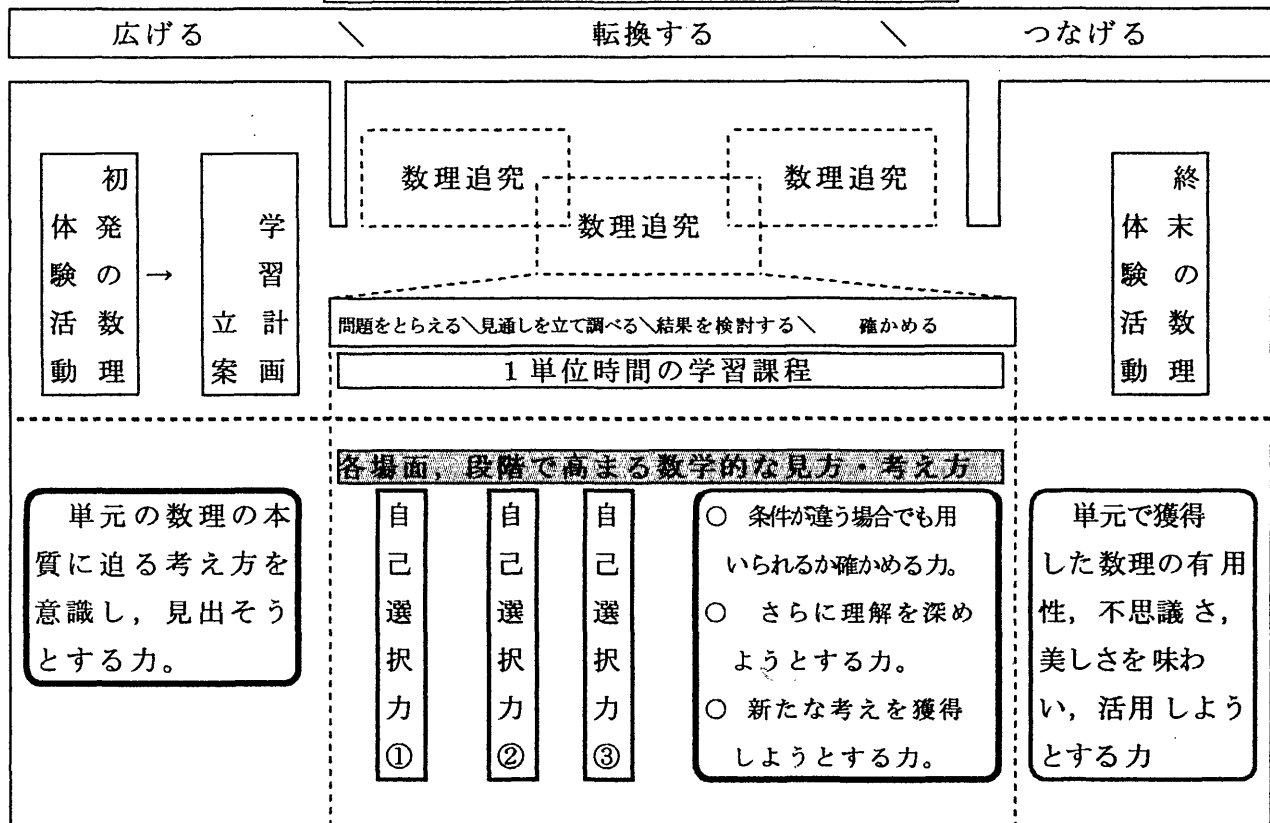 広げる ＼ 転換する ＼ つなげる
初発の数理
体験活動
→
学習計画
立案
数理追究
数理追究
数理追究
終末の数理
体験活動
問題をとらえる＼見通しを立て調べる＼結果を検討する＼ 確かめる
1単位時間の学習課程
各場面，段階で高まる数学的な見方・考え方
単元の数理の本
質に迫る考え方を
意識し，見出そう
とする力。
自己選択力①
自己選択力②
自己選択力③
○ 条件が違う場合でも用
いられるか確かめる力。
○ さらに理解を深め
ようとする力。
○ 新たな考えを獲得
しようとする力。
単元で獲得
した数理の有用
性，不思議さ，
美しさを味わ
い，活用しよう
とする力